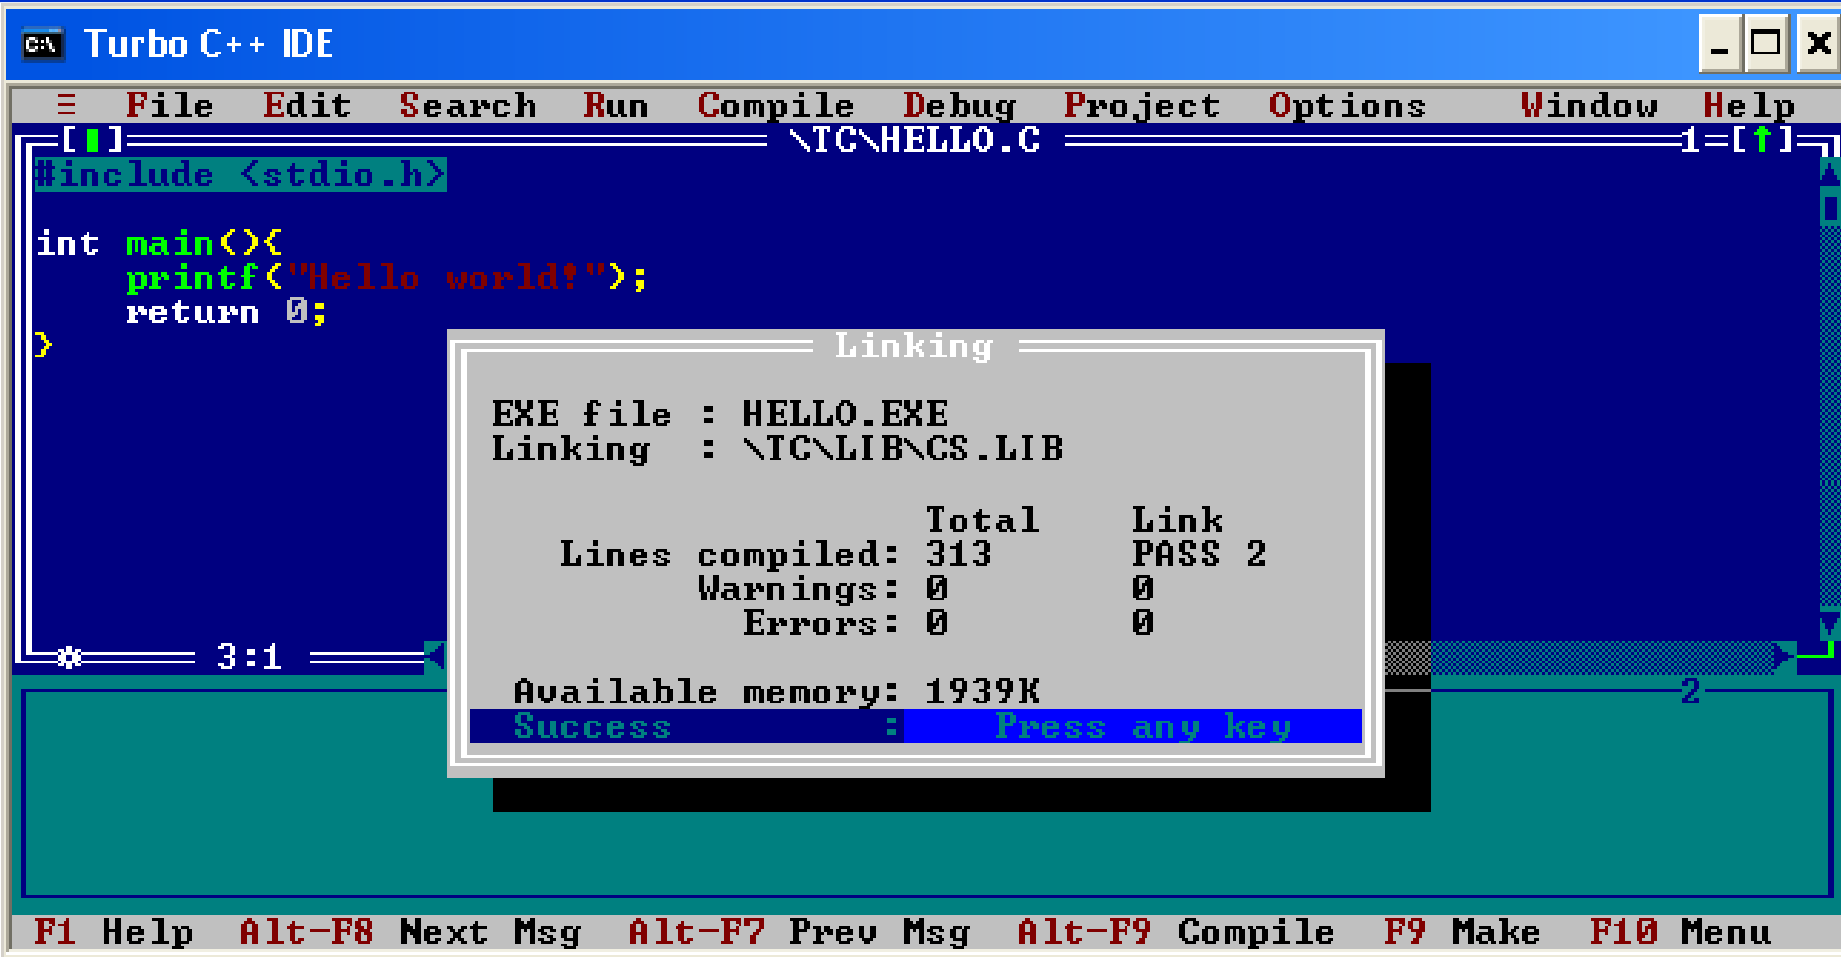 C:\ Turbo C++ IDE
≡ File Edit Search Run Compile Debug Project Options Window Help
[▮] \TC\HELLO.C 1=[↑]
#include <stdio.h>
int main(){
printf("Hello world!");
return 0;
}
Linking
EXE file : HELLO.EXE
Linking : \TC\LIB\CS.LIB
Total Link
Lines compiled: 313 PASS 2
Warnings: 0 0
Errors: 0 0
Available memory: 1939K
Success : Press any key
3:1
2
F1 Help Alt-F8 Next Msg Alt-F7 Prev Msg Alt-F9 Compile F9 Make F10 Menu